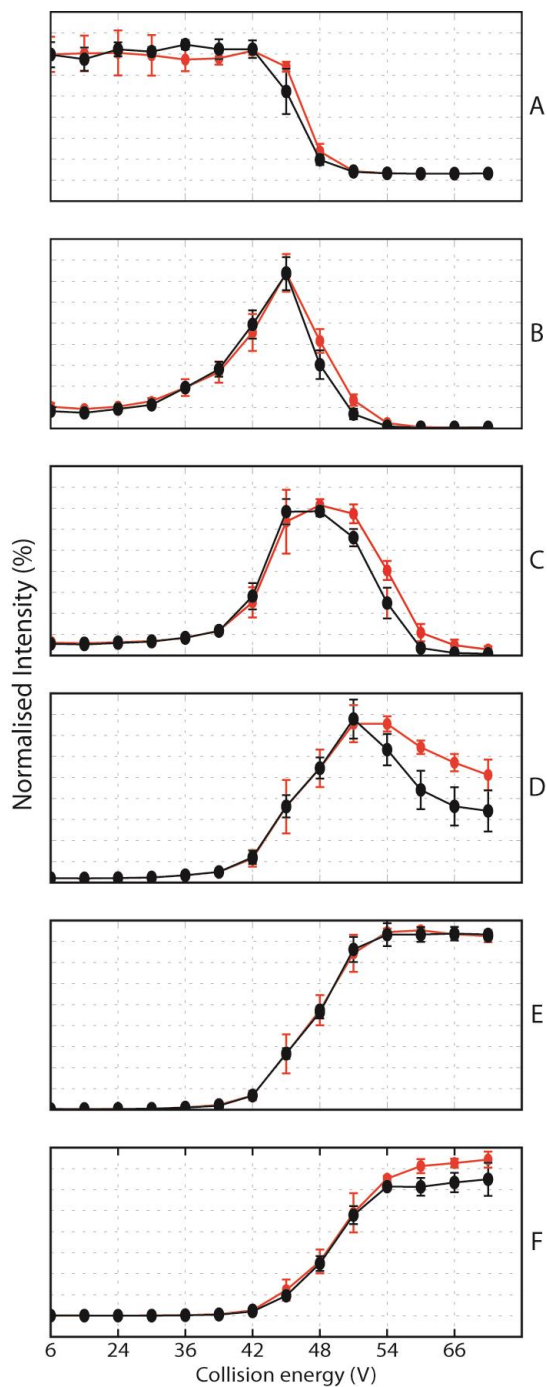 A
B
C
D
E
F
Normalised Intensity (%)
6 24 36 42 48 54 66
Collision energy (V)